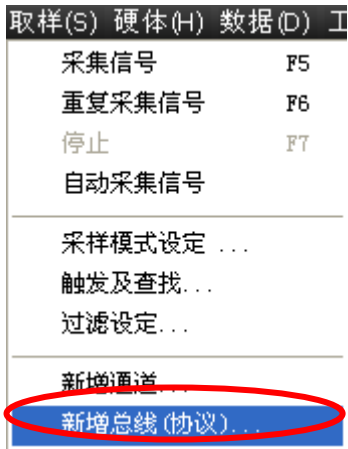 取样(S) 硬体(H) 数据(D) 工
采集信号 F5
重复采集信号 F6
停止 F7
自动采集信号
采样模式设定 ...
触发及查找...
过滤设定...
新增通道...
新增总线(协议)...